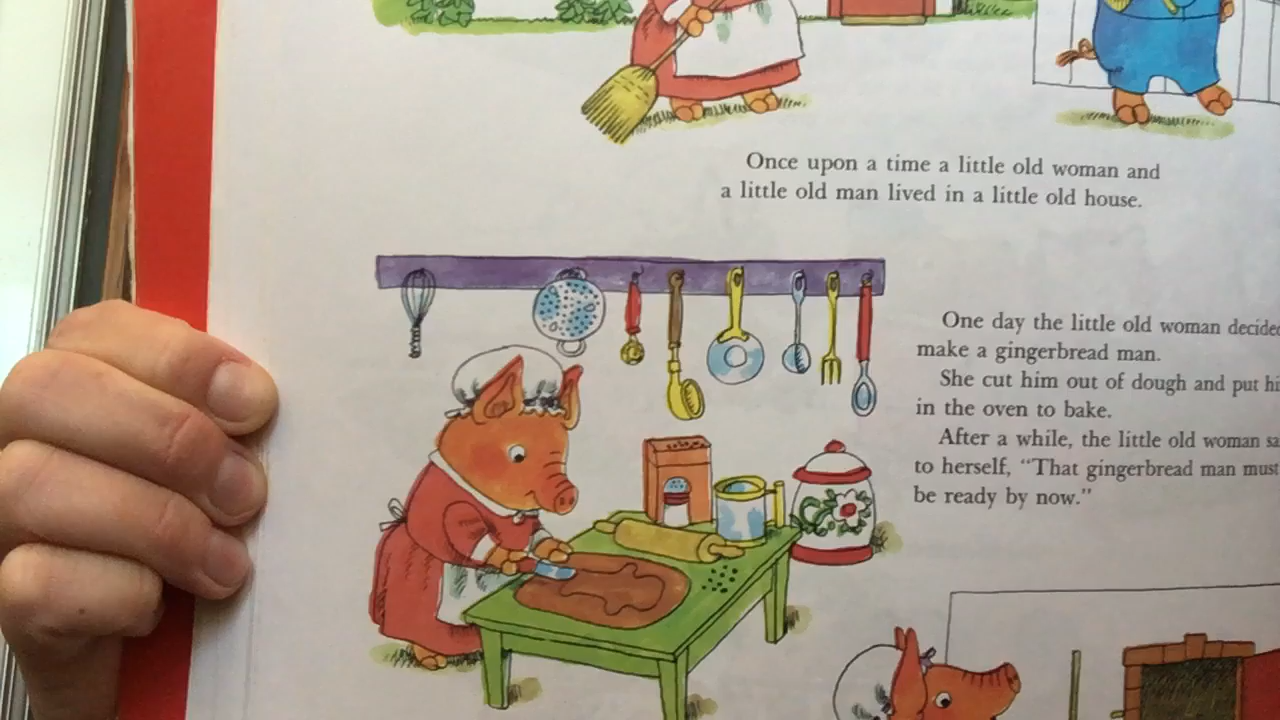 Once upon a time a little old woman and
a little old man lived in a little old house.
One day the little old woman decided
make a gingerbread man.
She cut him out of dough and put hi
in the oven to bake.
After a while, the little old woman sa
to herself, "That gingerbread man must
be ready by now."